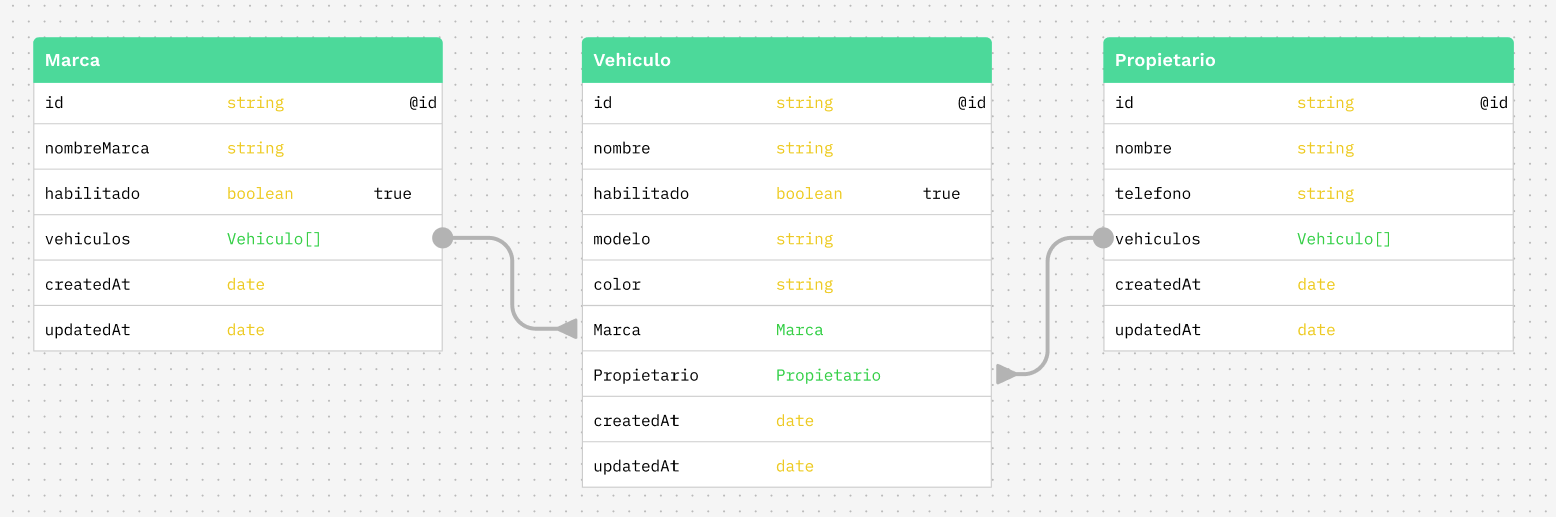 Marca
id string @id
nombreMarca string
habilitado boolean true
vehiculos Vehiculo[]
createdAt date
updatedAt date
Vehiculo
id string @id
nombre string
habilitado boolean true
modelo string
color string
Marca Marca
Propietario Propietario
createdAt date
updatedAt date
Propietario
id string @id
nombre string
telefono string
vehiculos Vehiculo[]
createdAt date
updatedAt date